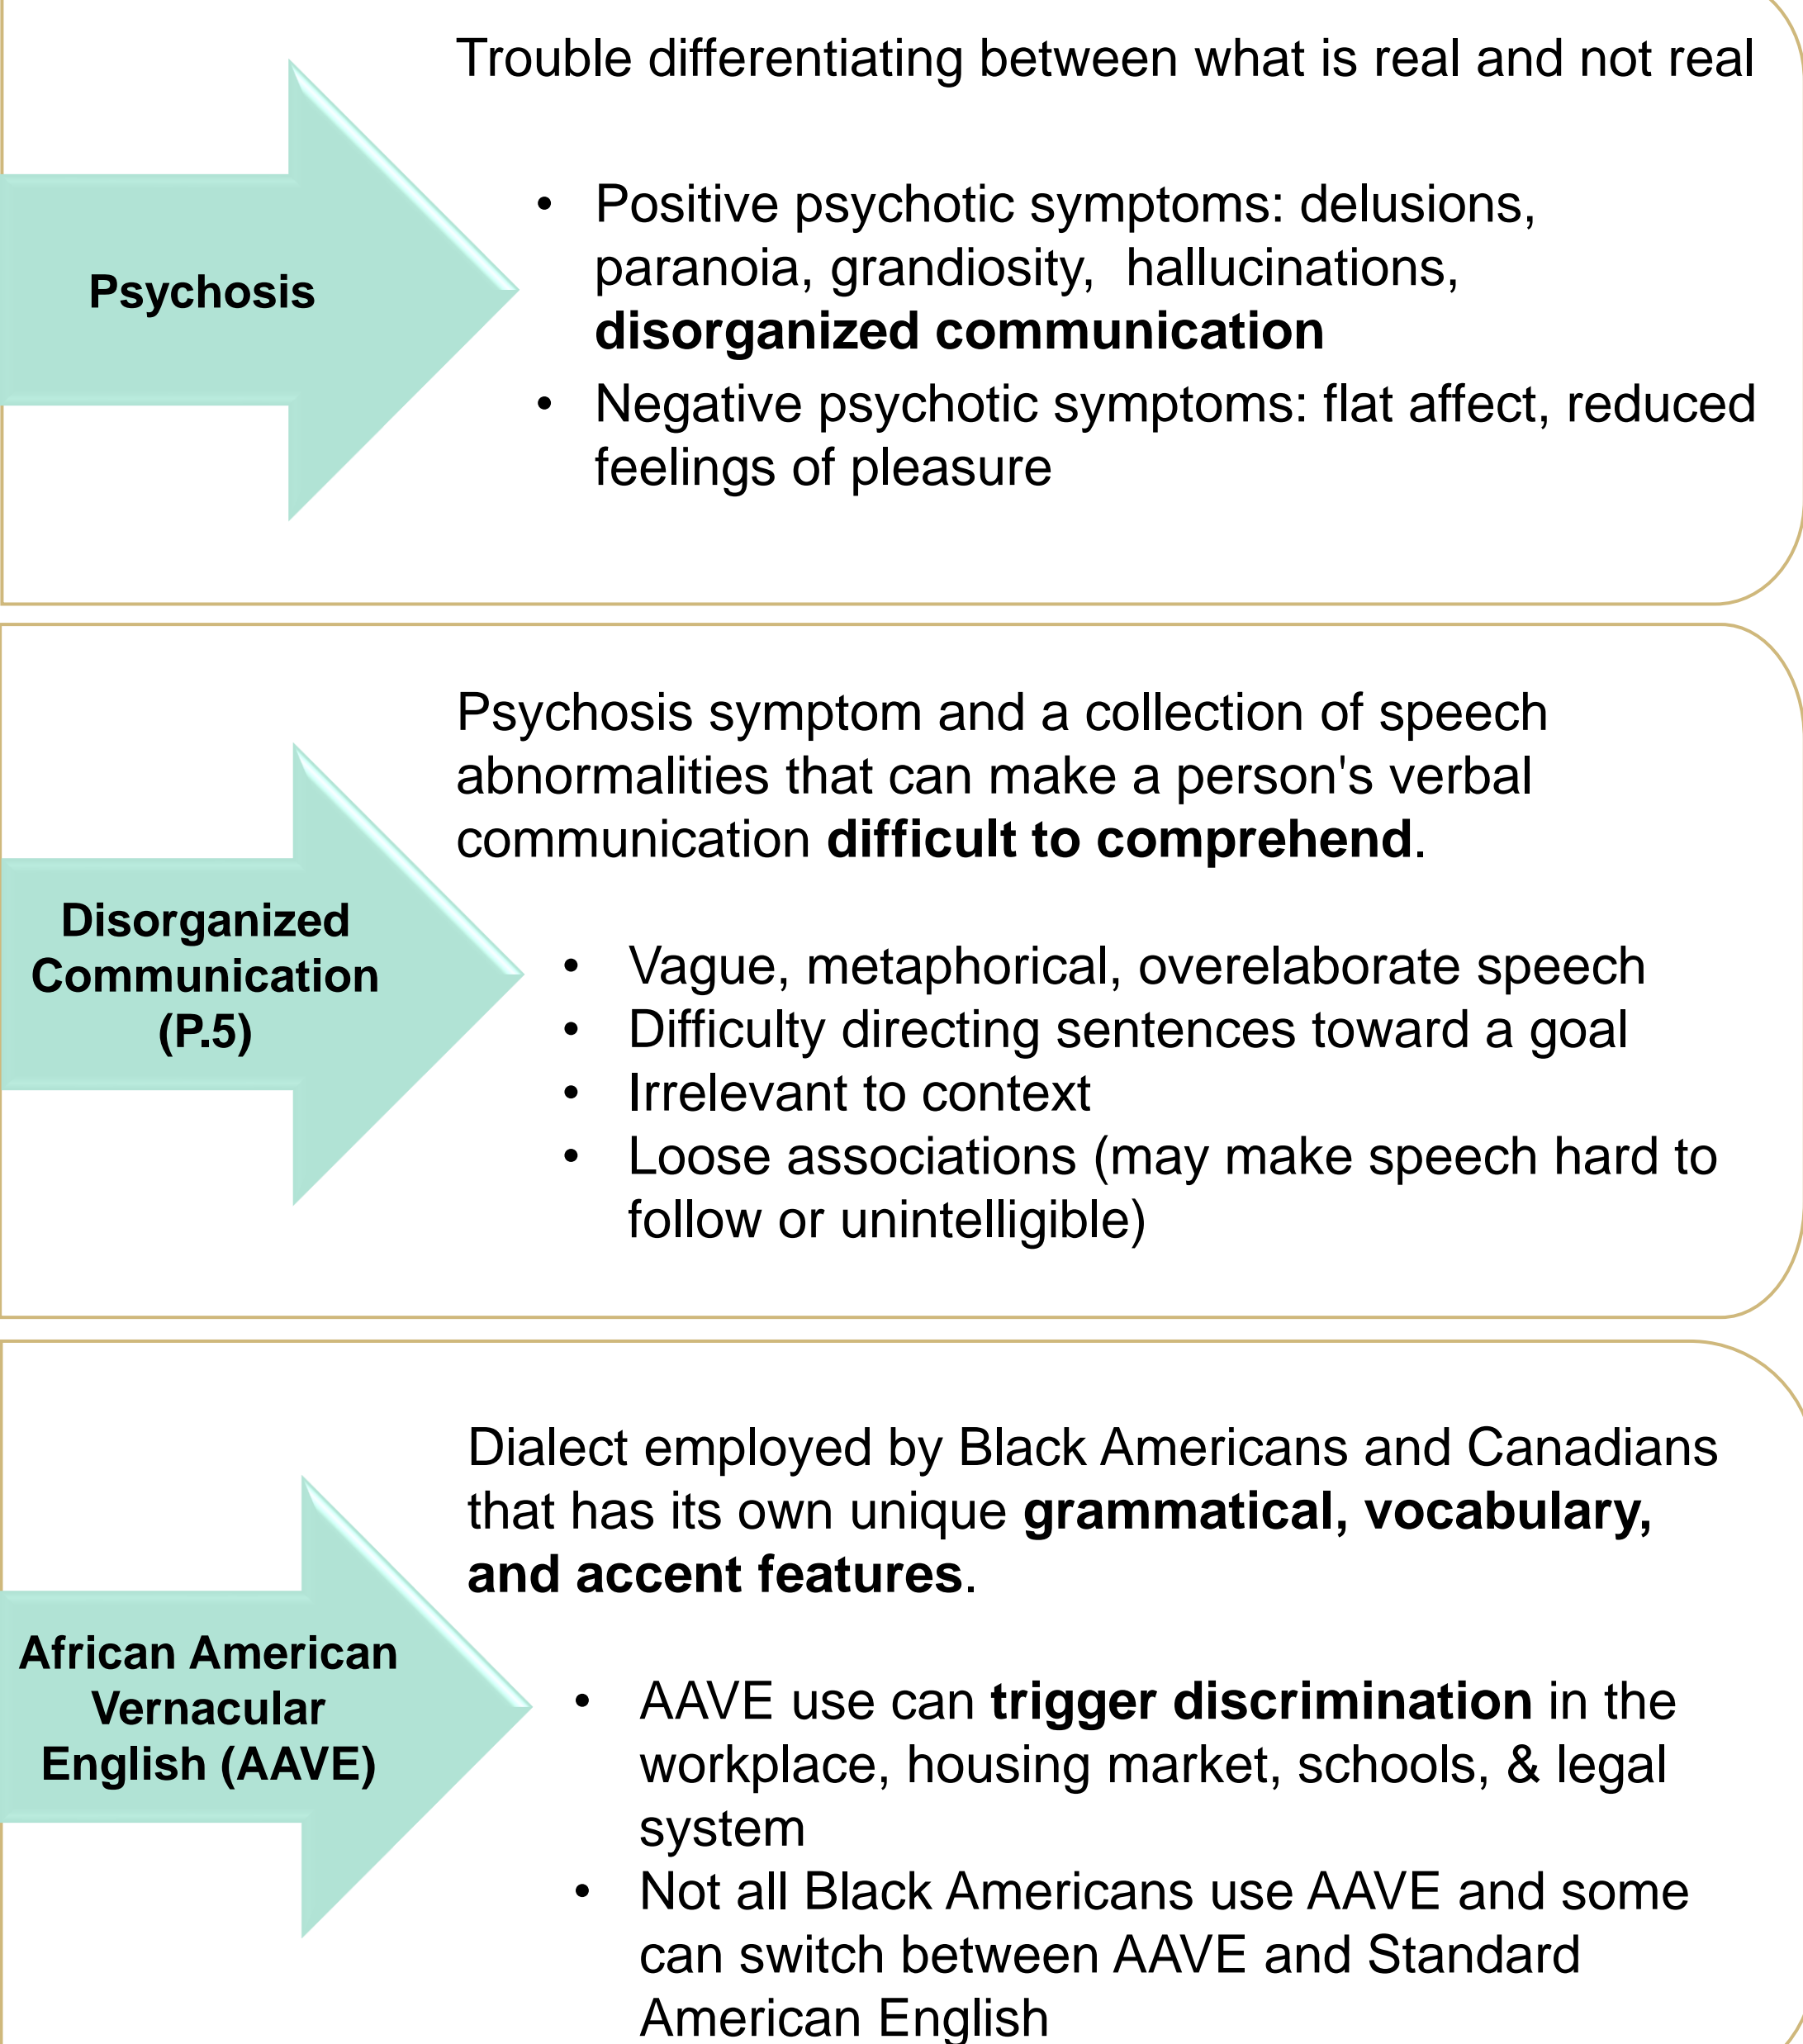 Trouble differentiating between what is real and not real
Psychosis
• Positive psychotic symptoms: delusions,
paranoia, grandiosity, hallucinations,
disorganized communication
• Negative psychotic symptoms: flat affect, reduced
feelings of pleasure
Psychosis symptom and a collection of speech
abnormalities that can make a person's verbal
communication difficult to comprehend.
Disorganized
Communication
(P.5)
• Vague, metaphorical, overelaborate speech
• Difficulty directing sentences toward a goal
• Irrelevant to context
• Loose associations (may make speech hard to
follow or unintelligible)
Dialect employed by Black Americans and Canadians
that has its own unique grammatical, vocabulary,
and accent features.
African American
Vernacular
English (AAVE)
• AAVE use can trigger discrimination in the
workplace, housing market, schools, & legal
system
• Not all Black Americans use AAVE and some
can switch between AAVE and Standard
American English